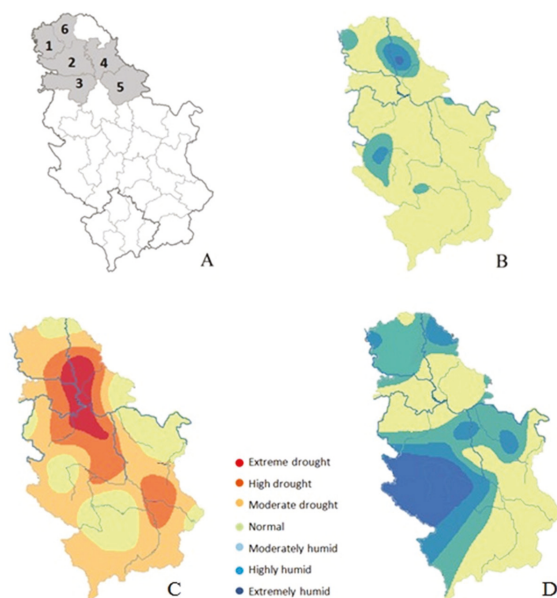 6
1
2
4
3
5
A
B
Extreme drought
High drought
Moderate drought
Normal
Moderately humid
Highly humid
Extremely humid
C
D